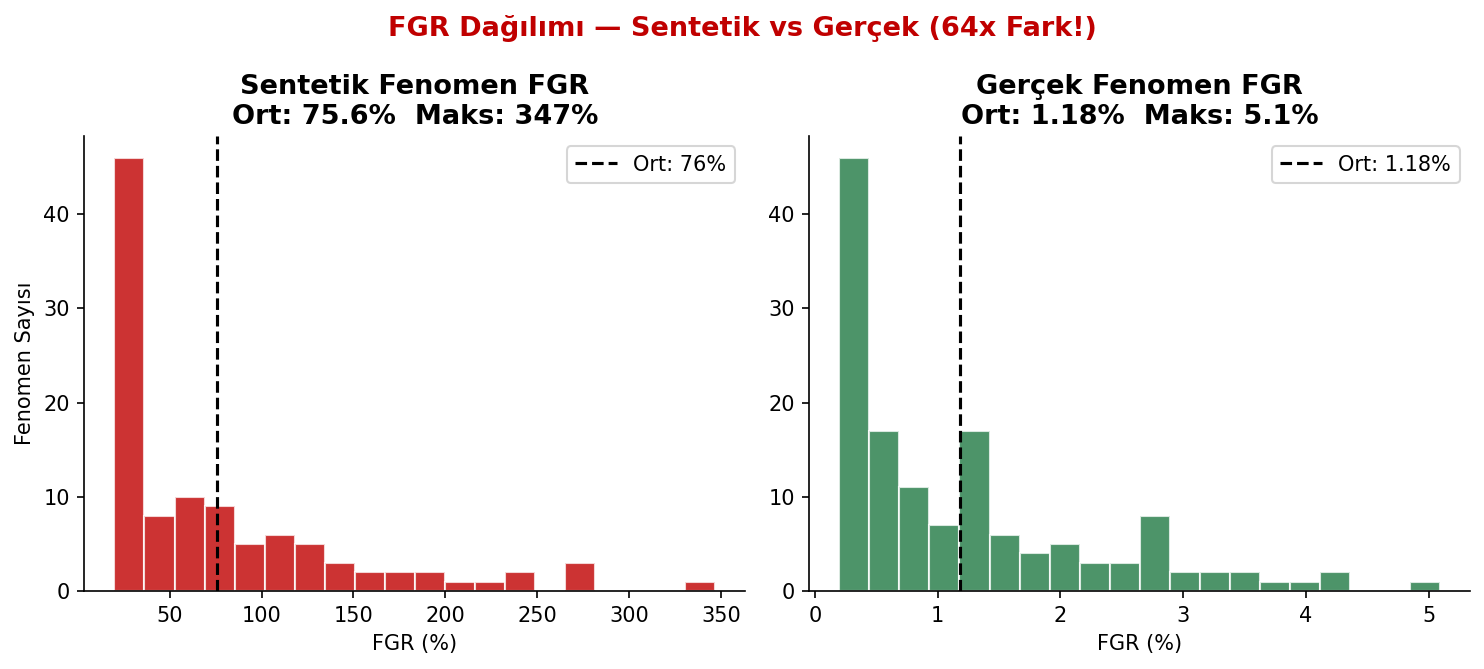 FGR Dağılımı — Sentetik vs Gerçek (64x Fark!)
Sentetik Fenomen FGR
Ort: 75.6%  Maks: 347%
Ort: 76%
40
30
20
10
0
Fenomen Sayısı
50 100 150 200 250 300 350
FGR (%)
Gerçek Fenomen FGR
Ort: 1.18%  Maks: 5.1%
Ort: 1.18%
40
30
20
10
0
0 1 2 3 4 5
FGR (%)